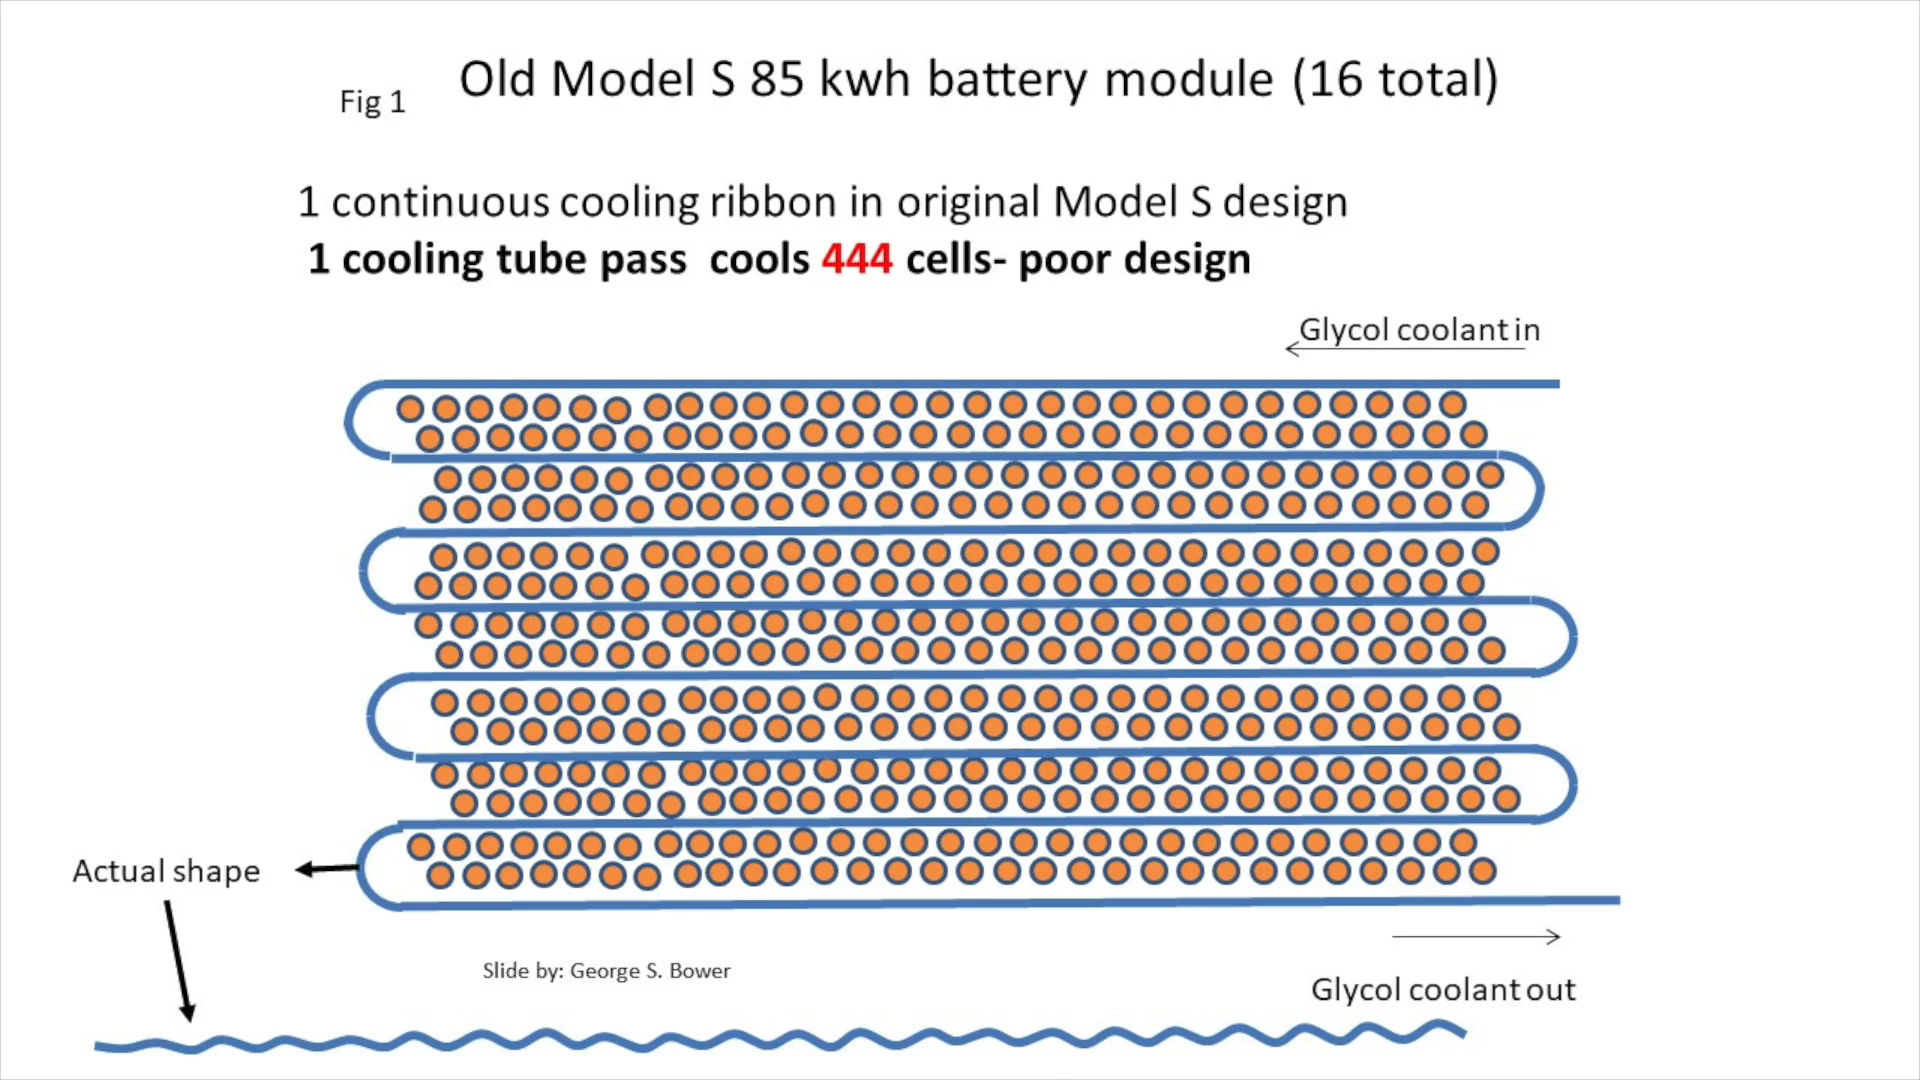 Old Model S 85 kwh battery module (16 total)
Fig 1
1 continuous cooling ribbon in original Model S design
1 cooling tube pass cools 444 cells- poor design
Glycol coolant in
Actual shape
Slide by: George S. Bower
Glycol coolant out